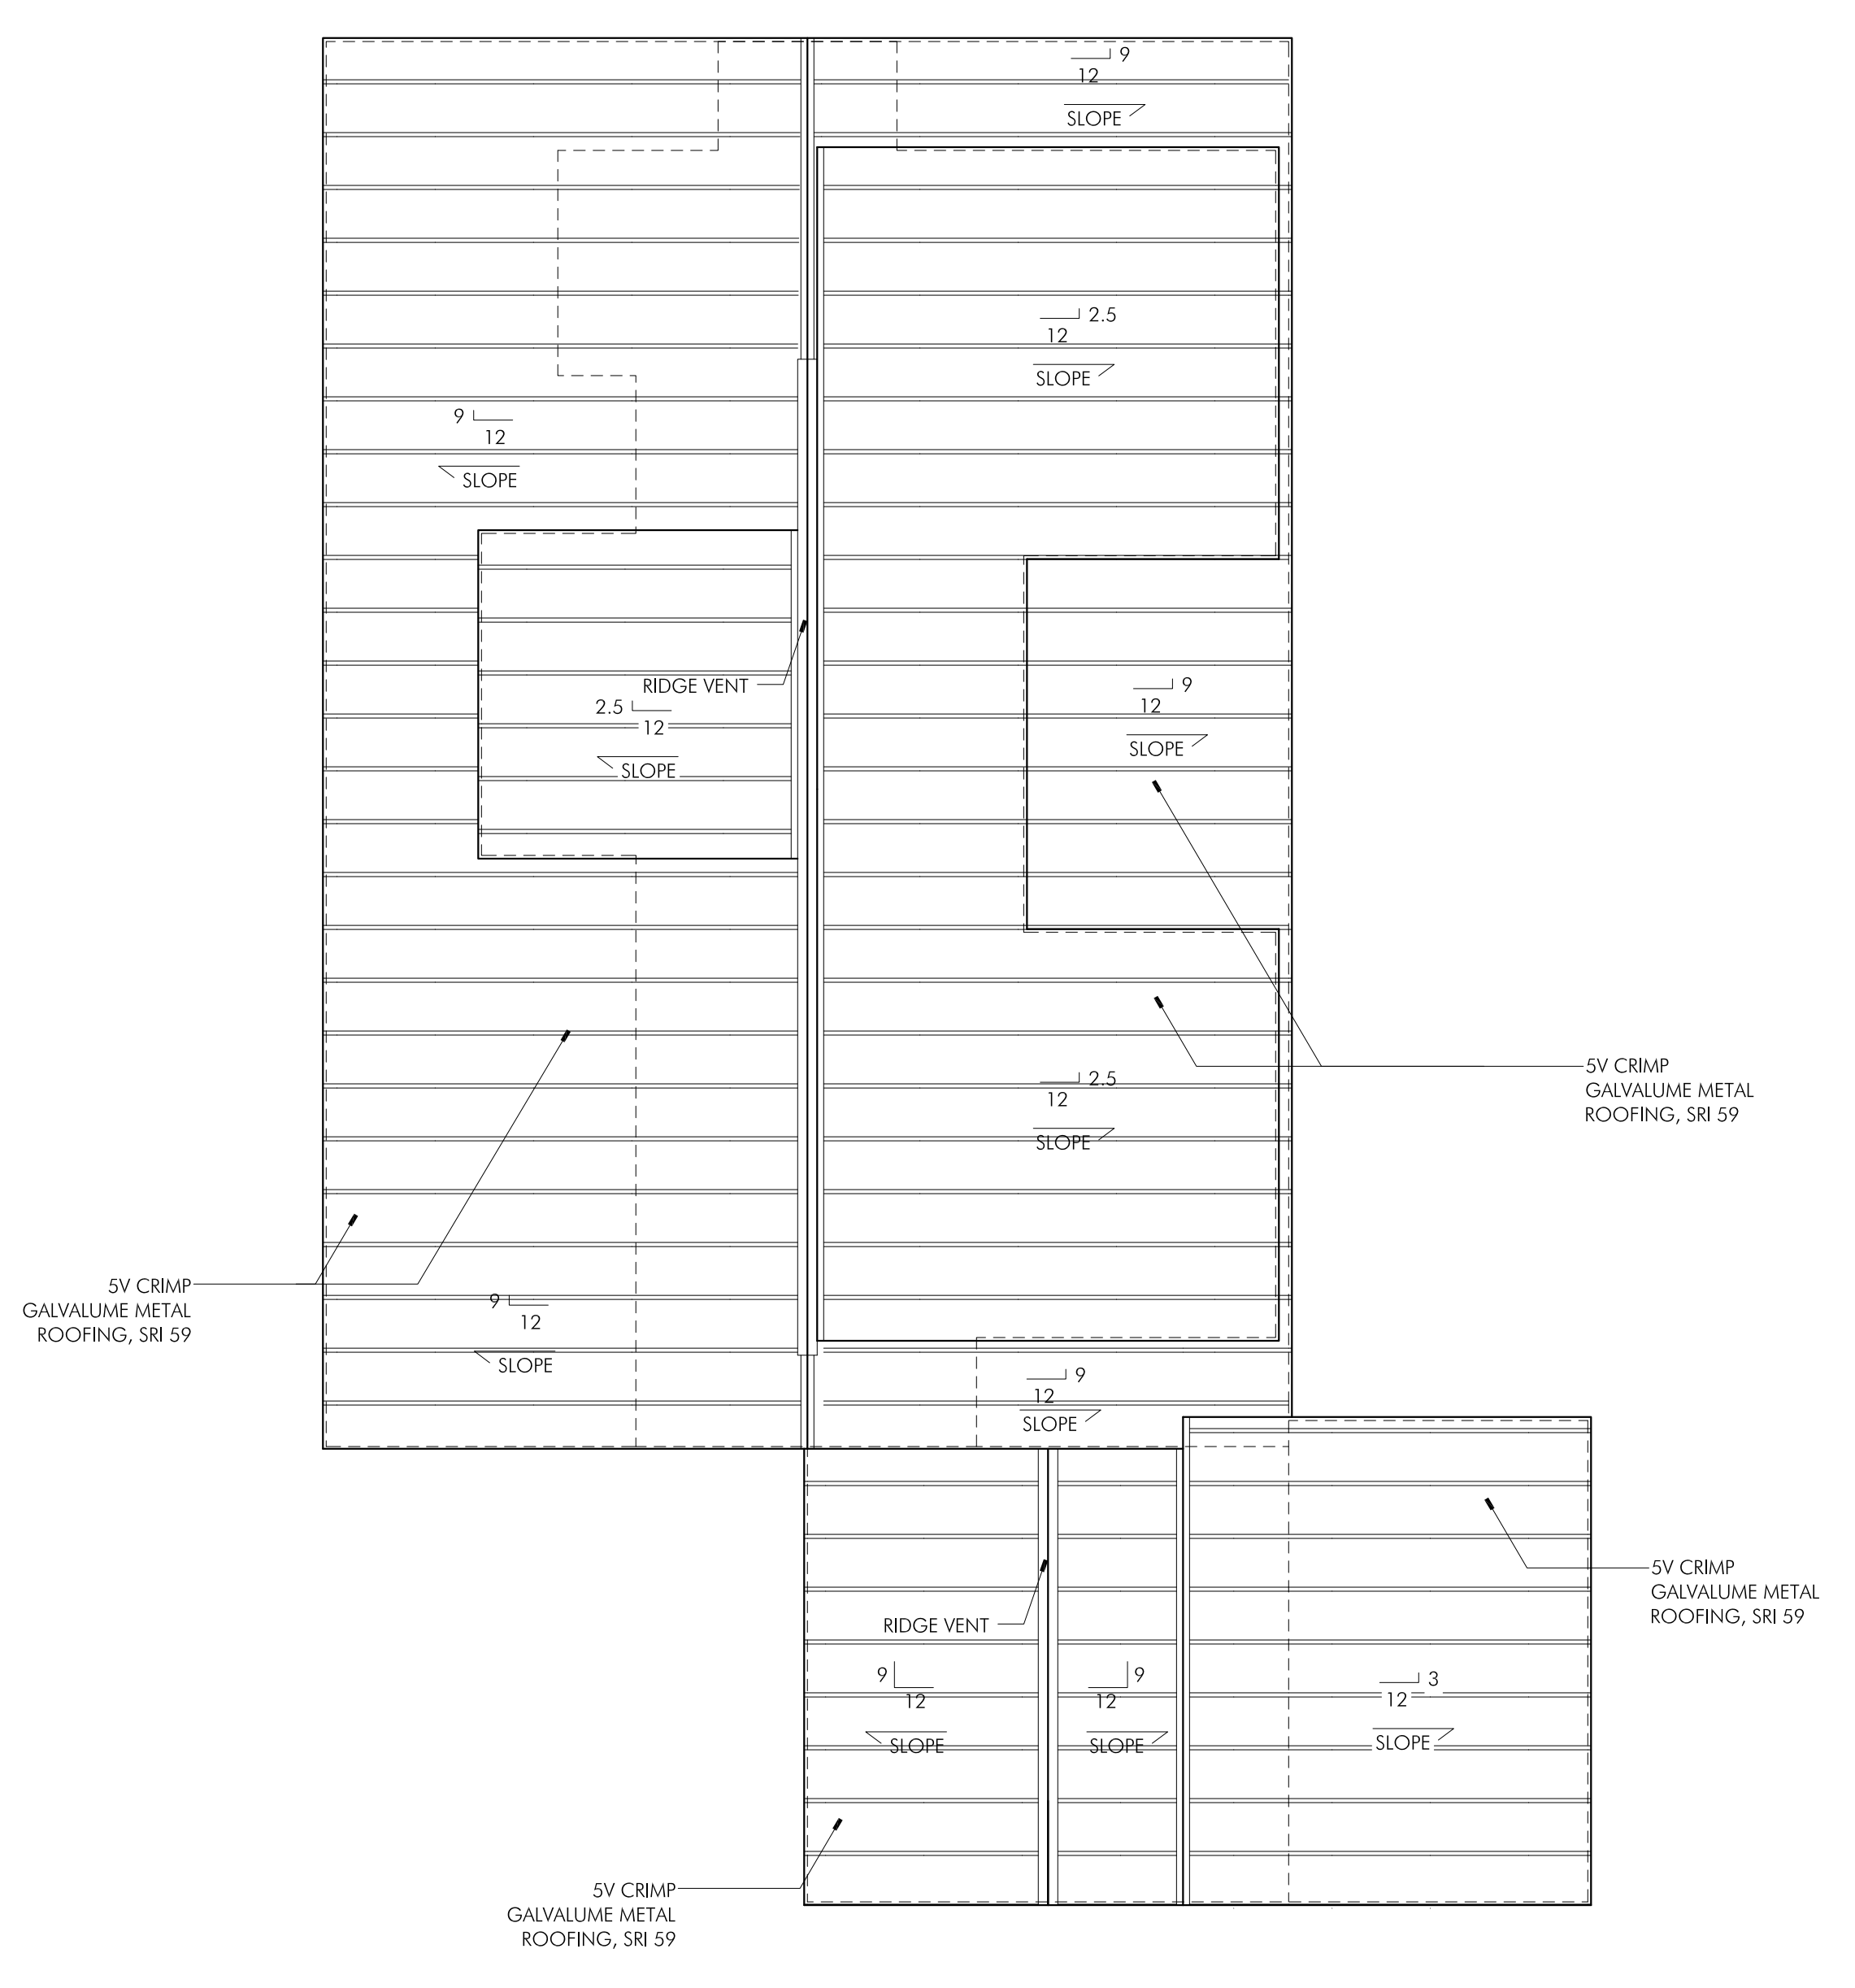 9
12
SLOPE
2.5
12
SLOPE
9
12
SLOPE
RIDGE VENT
2.5
12
SLOPE
9
12
SLOPE
5V CRIMP
GALVALUME METAL
ROOFING, SRI 59
2.5
12
SLOPE
5V CRIMP
GALVALUME METAL
ROOFING, SRI 59
9
12
SLOPE
9
12
SLOPE
5V CRIMP
GALVALUME METAL
ROOFING, SRI 59
RIDGE VENT
9
12
SLOPE
9
12
SLOPE
3
12
SLOPE
5V CRIMP
GALVALUME METAL
ROOFING, SRI 59